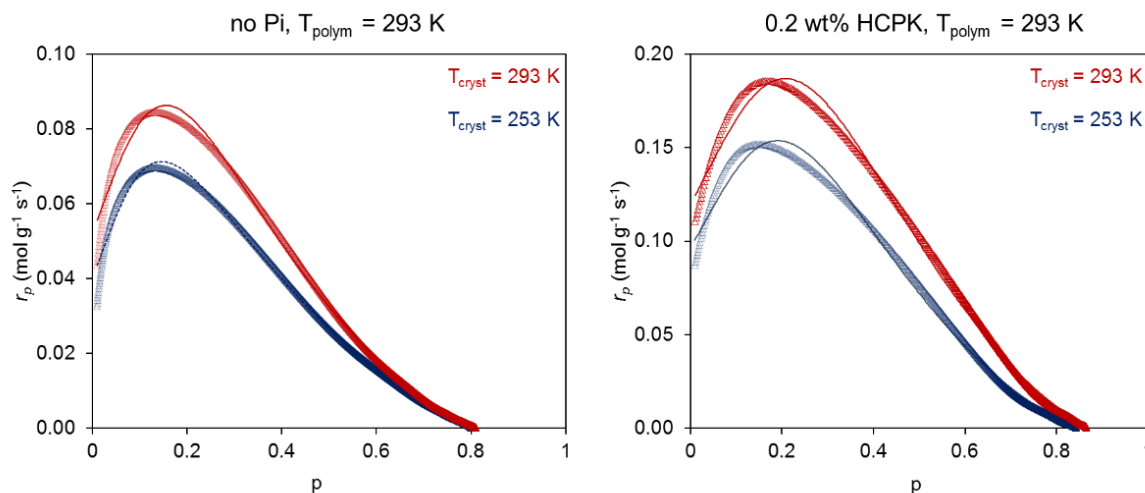 no Pi, Tpolym = 293 K
Tcryst = 293 K
Tcryst = 253 K
0.10
0.08
0.06
0.04
0.02
0.00
rp (mol g⁻¹ s⁻¹)
0 0.2 0.4 0.6 0.8 1
p
0.2 wt% HCPK, Tpolym = 293 K
Tcryst = 293 K
Tcryst = 253 K
0.20
0.15
0.10
0.05
0.00
rp (mol g⁻¹ s⁻¹)
0 0.2 0.4 0.6 0.8 1
p